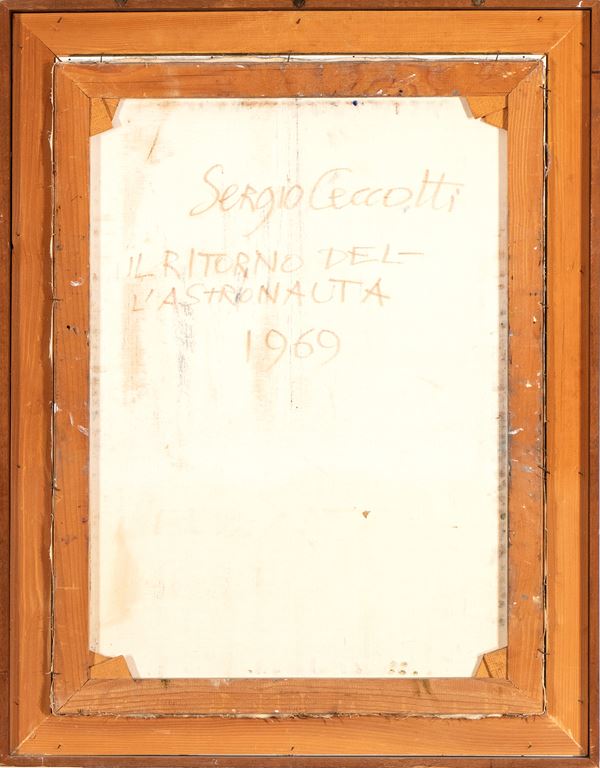 Sergio Ceccotti
IL RITORNO DEL-
L'ASTRONAUTA
1969